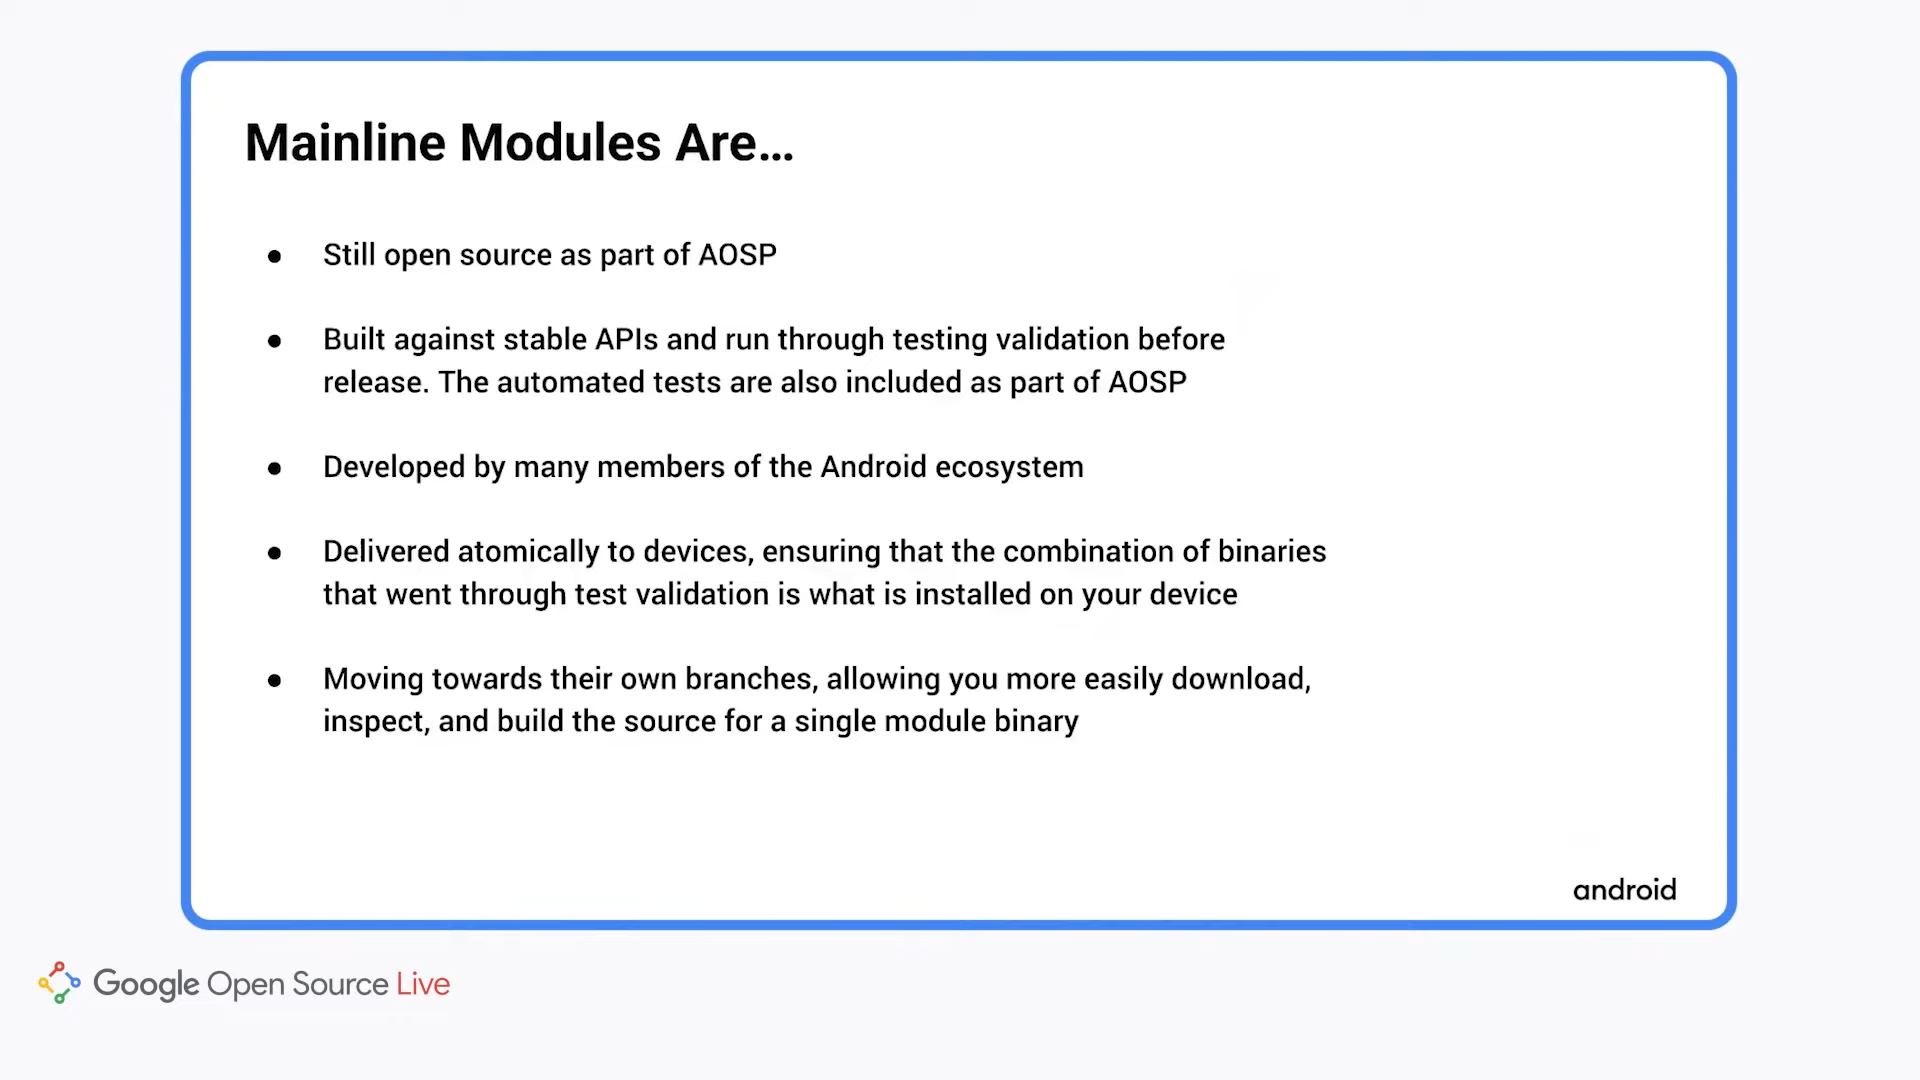 Mainline Modules Are...
● Still open source as part of AOSP
● Built against stable APIs and run through testing validation before
release. The automated tests are also included as part of AOSP
● Developed by many members of the Android ecosystem
● Delivered atomically to devices, ensuring that the combination of binaries
that went through test validation is what is installed on your device
● Moving towards their own branches, allowing you more easily download,
inspect, and build the source for a single module binary
android
Google Open Source Live